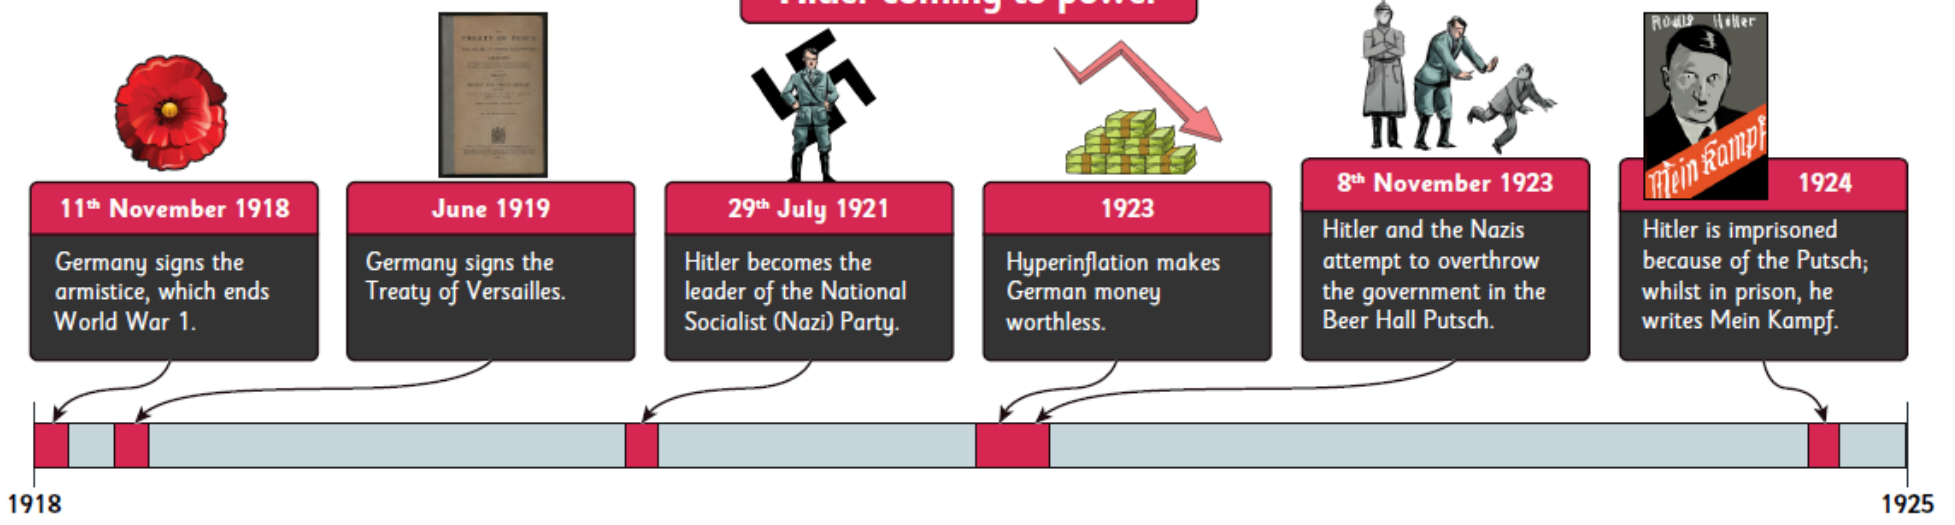 Hitler coming to power
TREATY OF PEACE
Adolf Hitler
Mein Kampf
11th November 1918
Germany signs the
armistice, which ends
World War 1.
June 1919
Germany signs the
Treaty of Versailles.
29th July 1921
Hitler becomes the
leader of the National
Socialist (Nazi) Party.
1923
Hyperinflation makes
German money
worthless.
8th November 1923
Hitler and the Nazis
attempt to overthrow
the government in the
Beer Hall Putsch.
1924
Hitler is imprisoned
because of the Putsch;
whilst in prison, he
writes Mein Kampf.
1918
1925